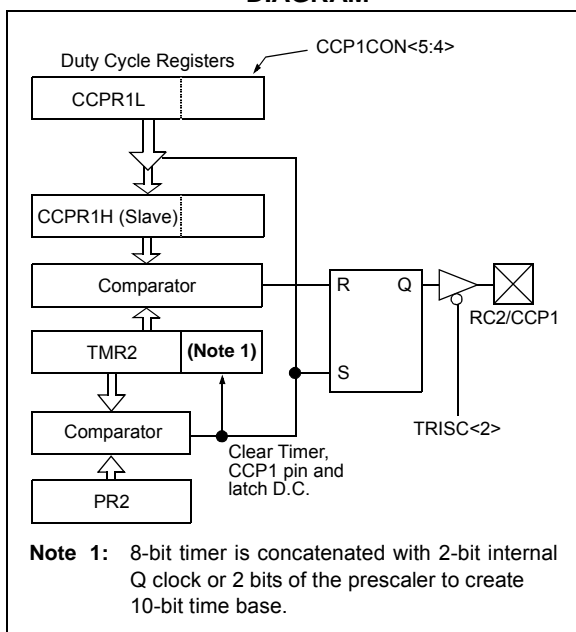 DIAGRAM
Duty Cycle Registers
CCP1CON<5:4>
CCPR1L
CCPR1H (Slave)
Comparator
R
Q
RC2/CCP1
TMR2
(Note 1)
S
Comparator
Clear Timer,
CCP1 pin and
latch D.C.
TRISC<2>
PR2
Note 1: 8-bit timer is concatenated with 2-bit internal
Q clock or 2 bits of the prescaler to create
10-bit time base.